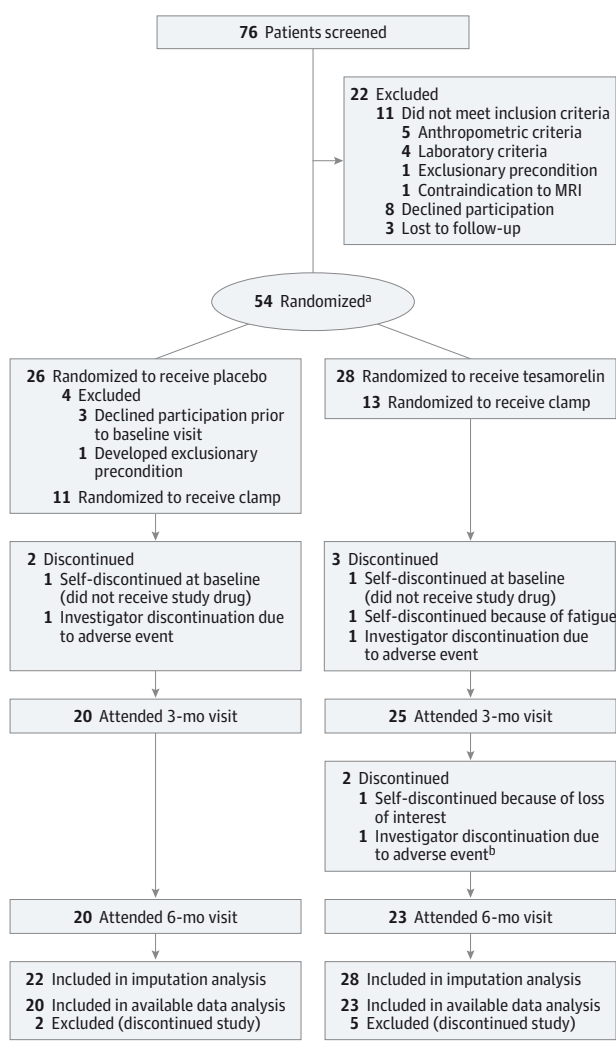 76 Patients screened
22 Excluded
11 Did not meet inclusion criteria
5 Anthropometric criteria
4 Laboratory criteria
1 Exclusionary precondition
1 Contraindication to MRI
8 Declined participation
3 Lost to follow-up
54 Randomizedᵃ
26 Randomized to receive placebo
4 Excluded
3 Declined participation prior
to baseline visit
1 Developed exclusionary
precondition
11 Randomized to receive clamp
28 Randomized to receive tesamorelin
13 Randomized to receive clamp
2 Discontinued
1 Self-discontinued at baseline
(did not receive study drug)
1 Investigator discontinuation due
to adverse event
3 Discontinued
1 Self-discontinued at baseline
(did not receive study drug)
1 Self-discontinued because of fatigue
1 Investigator discontinuation due
to adverse event
20 Attended 3-mo visit
25 Attended 3-mo visit
2 Discontinued
1 Self-discontinued because of loss
of interest
1 Investigator discontinuation due
to adverse eventᵇ
20 Attended 6-mo visit
23 Attended 6-mo visit
22 Included in imputation analysis
20 Included in available data analysis
2 Excluded (discontinued study)
28 Included in imputation analysis
23 Included in available data analysis
5 Excluded (discontinued study)